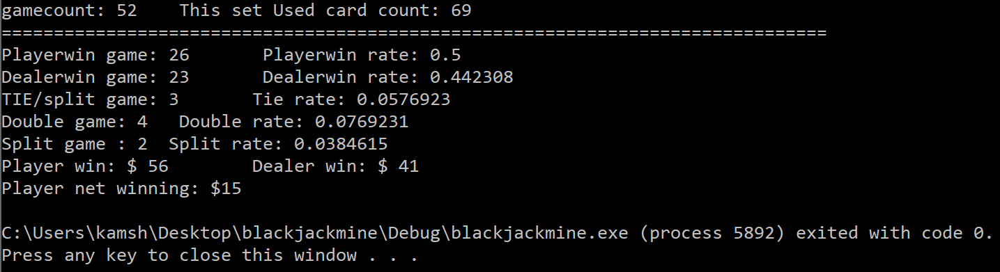 gamecount: 52    This set Used card count: 69
===============================================================================
Playerwin game: 26       Playerwin rate: 0.5
Dealerwin game: 23       Dealerwin rate: 0.442308
TIE/split game: 3       Tie rate: 0.0576923
Double game: 4   Double rate: 0.0769231
Split game : 2  Split rate: 0.0384615
Player win: $ 56        Dealer win: $ 41
Player net winning: $15
C:\Users\kamsh\Desktop\blackjackmine\Debug\blackjackmine.exe (process 5892) exited with code 0.
Press any key to close this window . . .